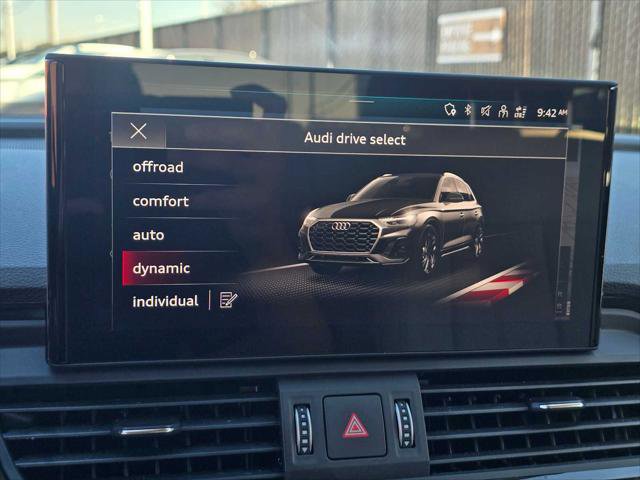 9:42 AM
Audi drive select
offroad
comfort
auto
dynamic
individual